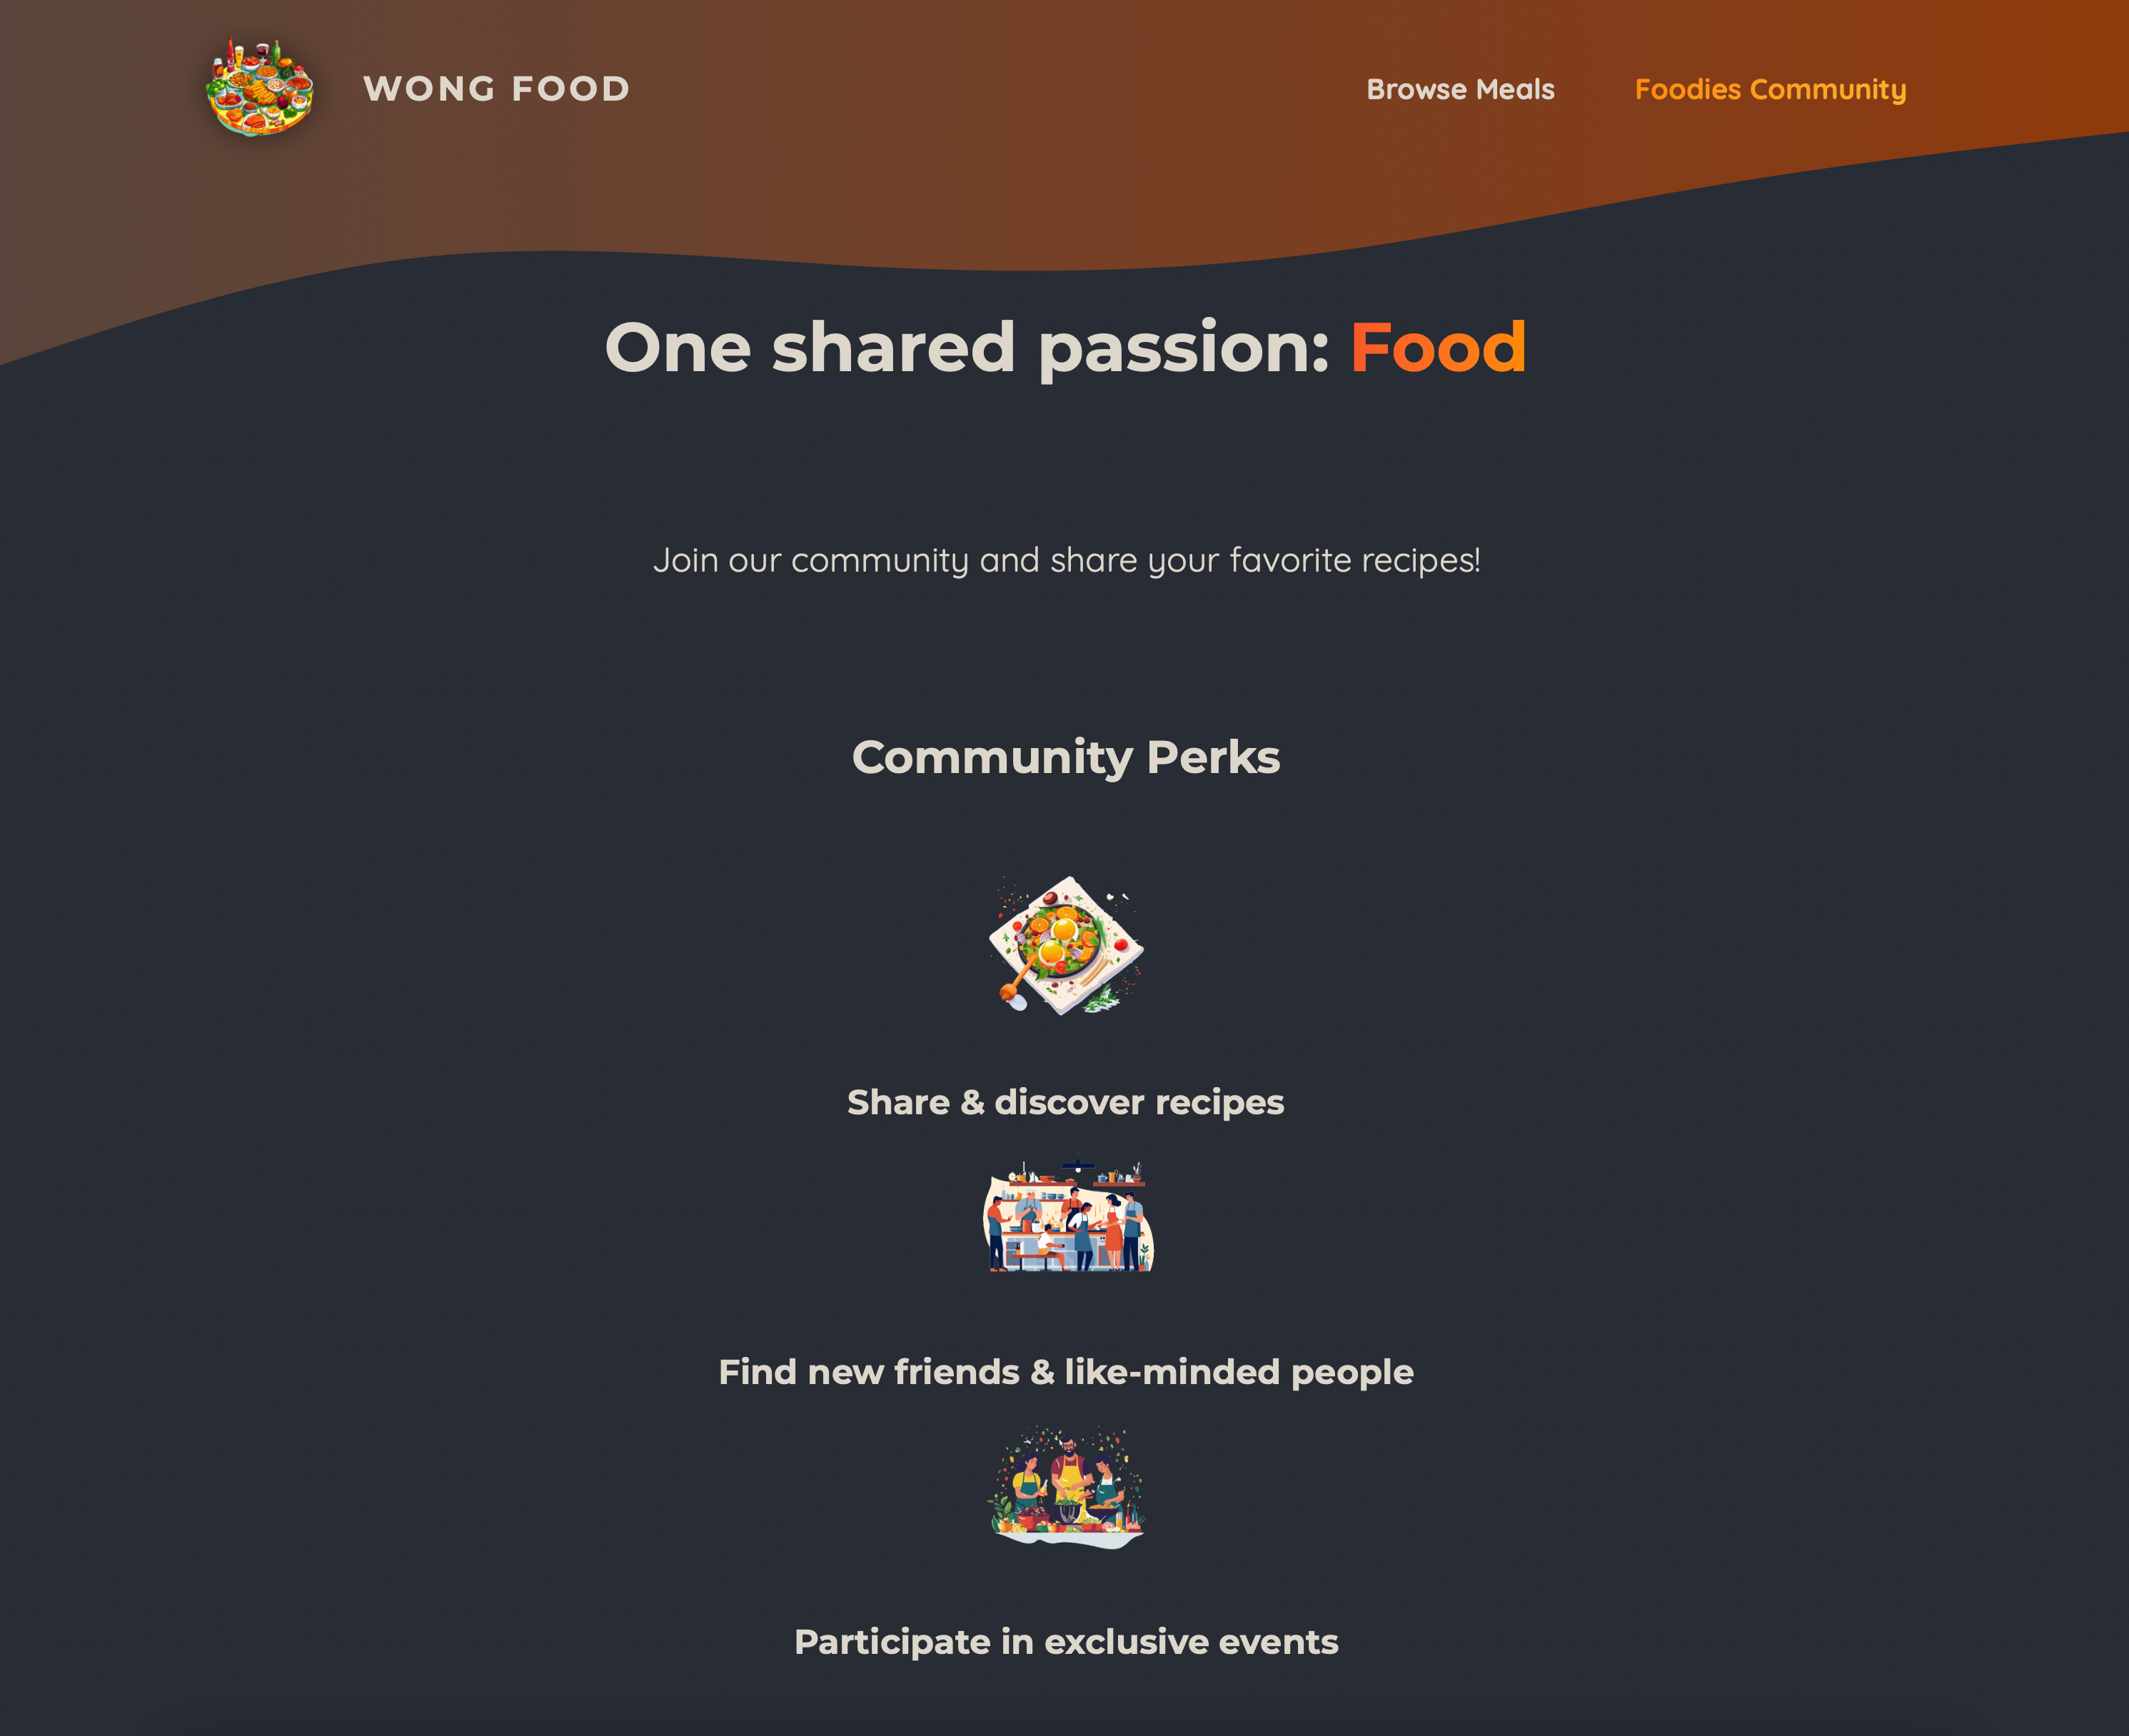 WONG FOOD
Browse Meals
Foodies Community
One shared passion: Food
Join our community and share your favorite recipes!
Community Perks
Share & discover recipes
Find new friends & like-minded people
Participate in exclusive events